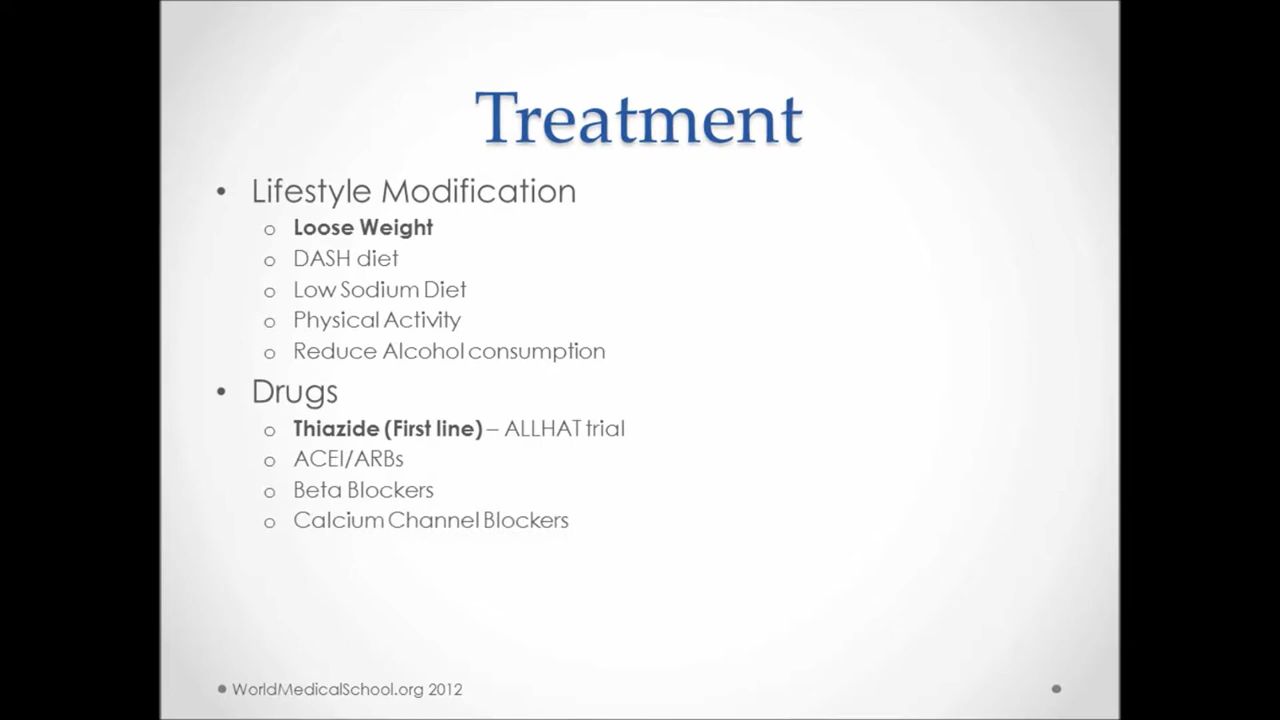 Treatment
• Lifestyle Modification
o Loose Weight
o DASH diet
o Low Sodium Diet
o Physical Activity
o Reduce Alcohol consumption
• Drugs
o Thiazide (First line) – ALLHAT trial
o ACEI/ARBs
o Beta Blockers
o Calcium Channel Blockers
WorldMedicalSchool.org 2012